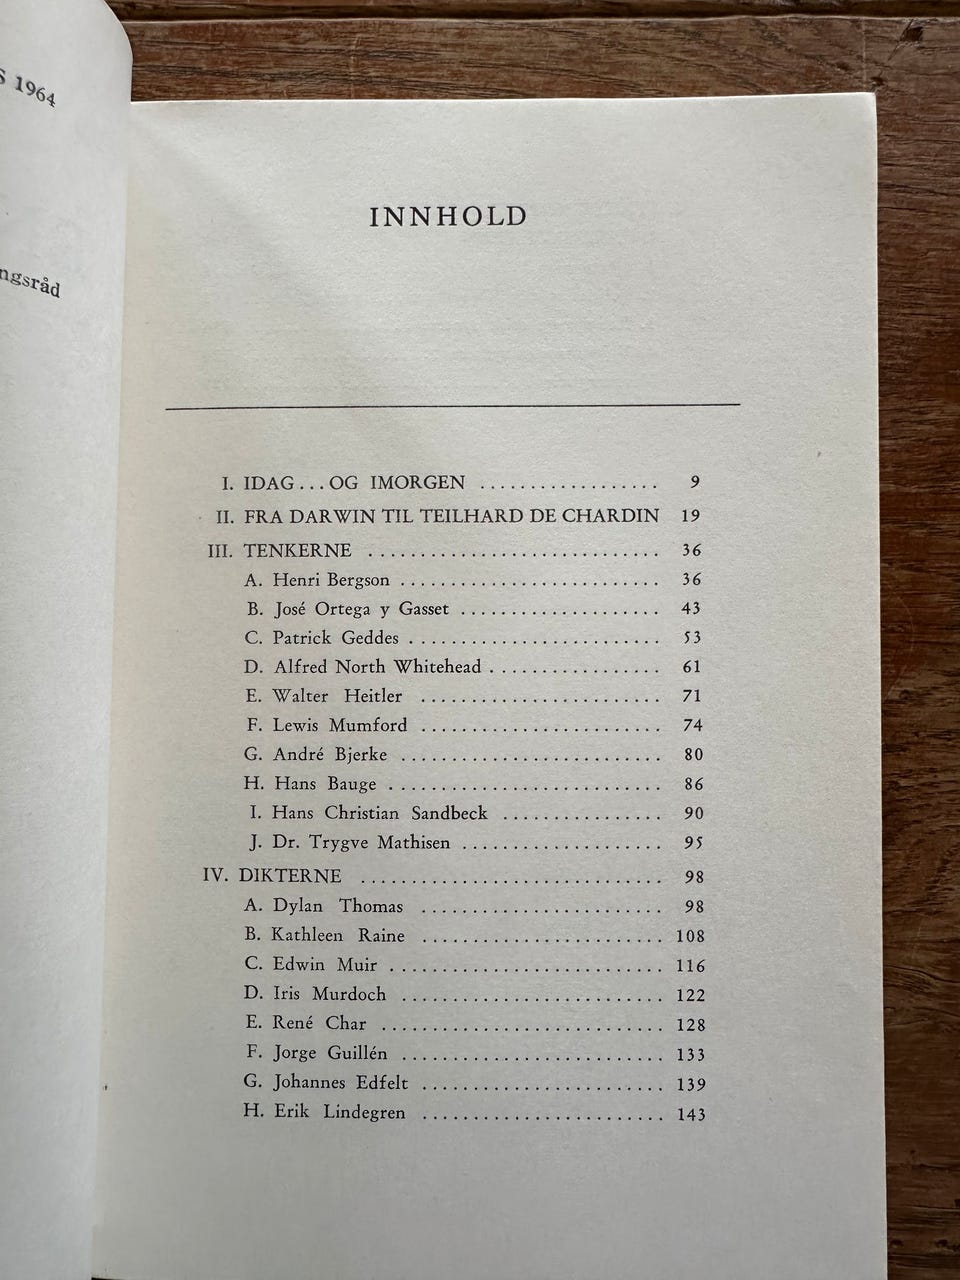 S 1964
ngsråd
INNHOLD
I. IDAG...OG IMORGEN .................. 9
II. FRA DARWIN TIL TEILHARD DE CHARDIN 19
III. TENKERNE ............................. 36
A. Henri Bergson .......................... 36
B. José Ortega y Gasset .................... 43
C. Patrick Geddes ......................... 53
D. Alfred North Whitehead ................. 61
E. Walter Heitler ........................ 71
F. Lewis Mumford ........................ 74
G. André Bjerke .......................... 80
H. Hans Bauge ........................... 86
I. Hans Christian Sandbeck ................ 90
J. Dr. Trygve Mathisen .................... 95
IV. DIKTERNE .............................. 98
A. Dylan Thomas ........................ 98
B. Kathleen Raine ........................ 108
C. Edwin Muir ........................... 116
D. Iris Murdoch .......................... 122
E. René Char ............................ 128
F. Jorge Guillén .......................... 133
G. Johannes Edfelt ........................ 139
H. Erik Lindegren ........................ 143